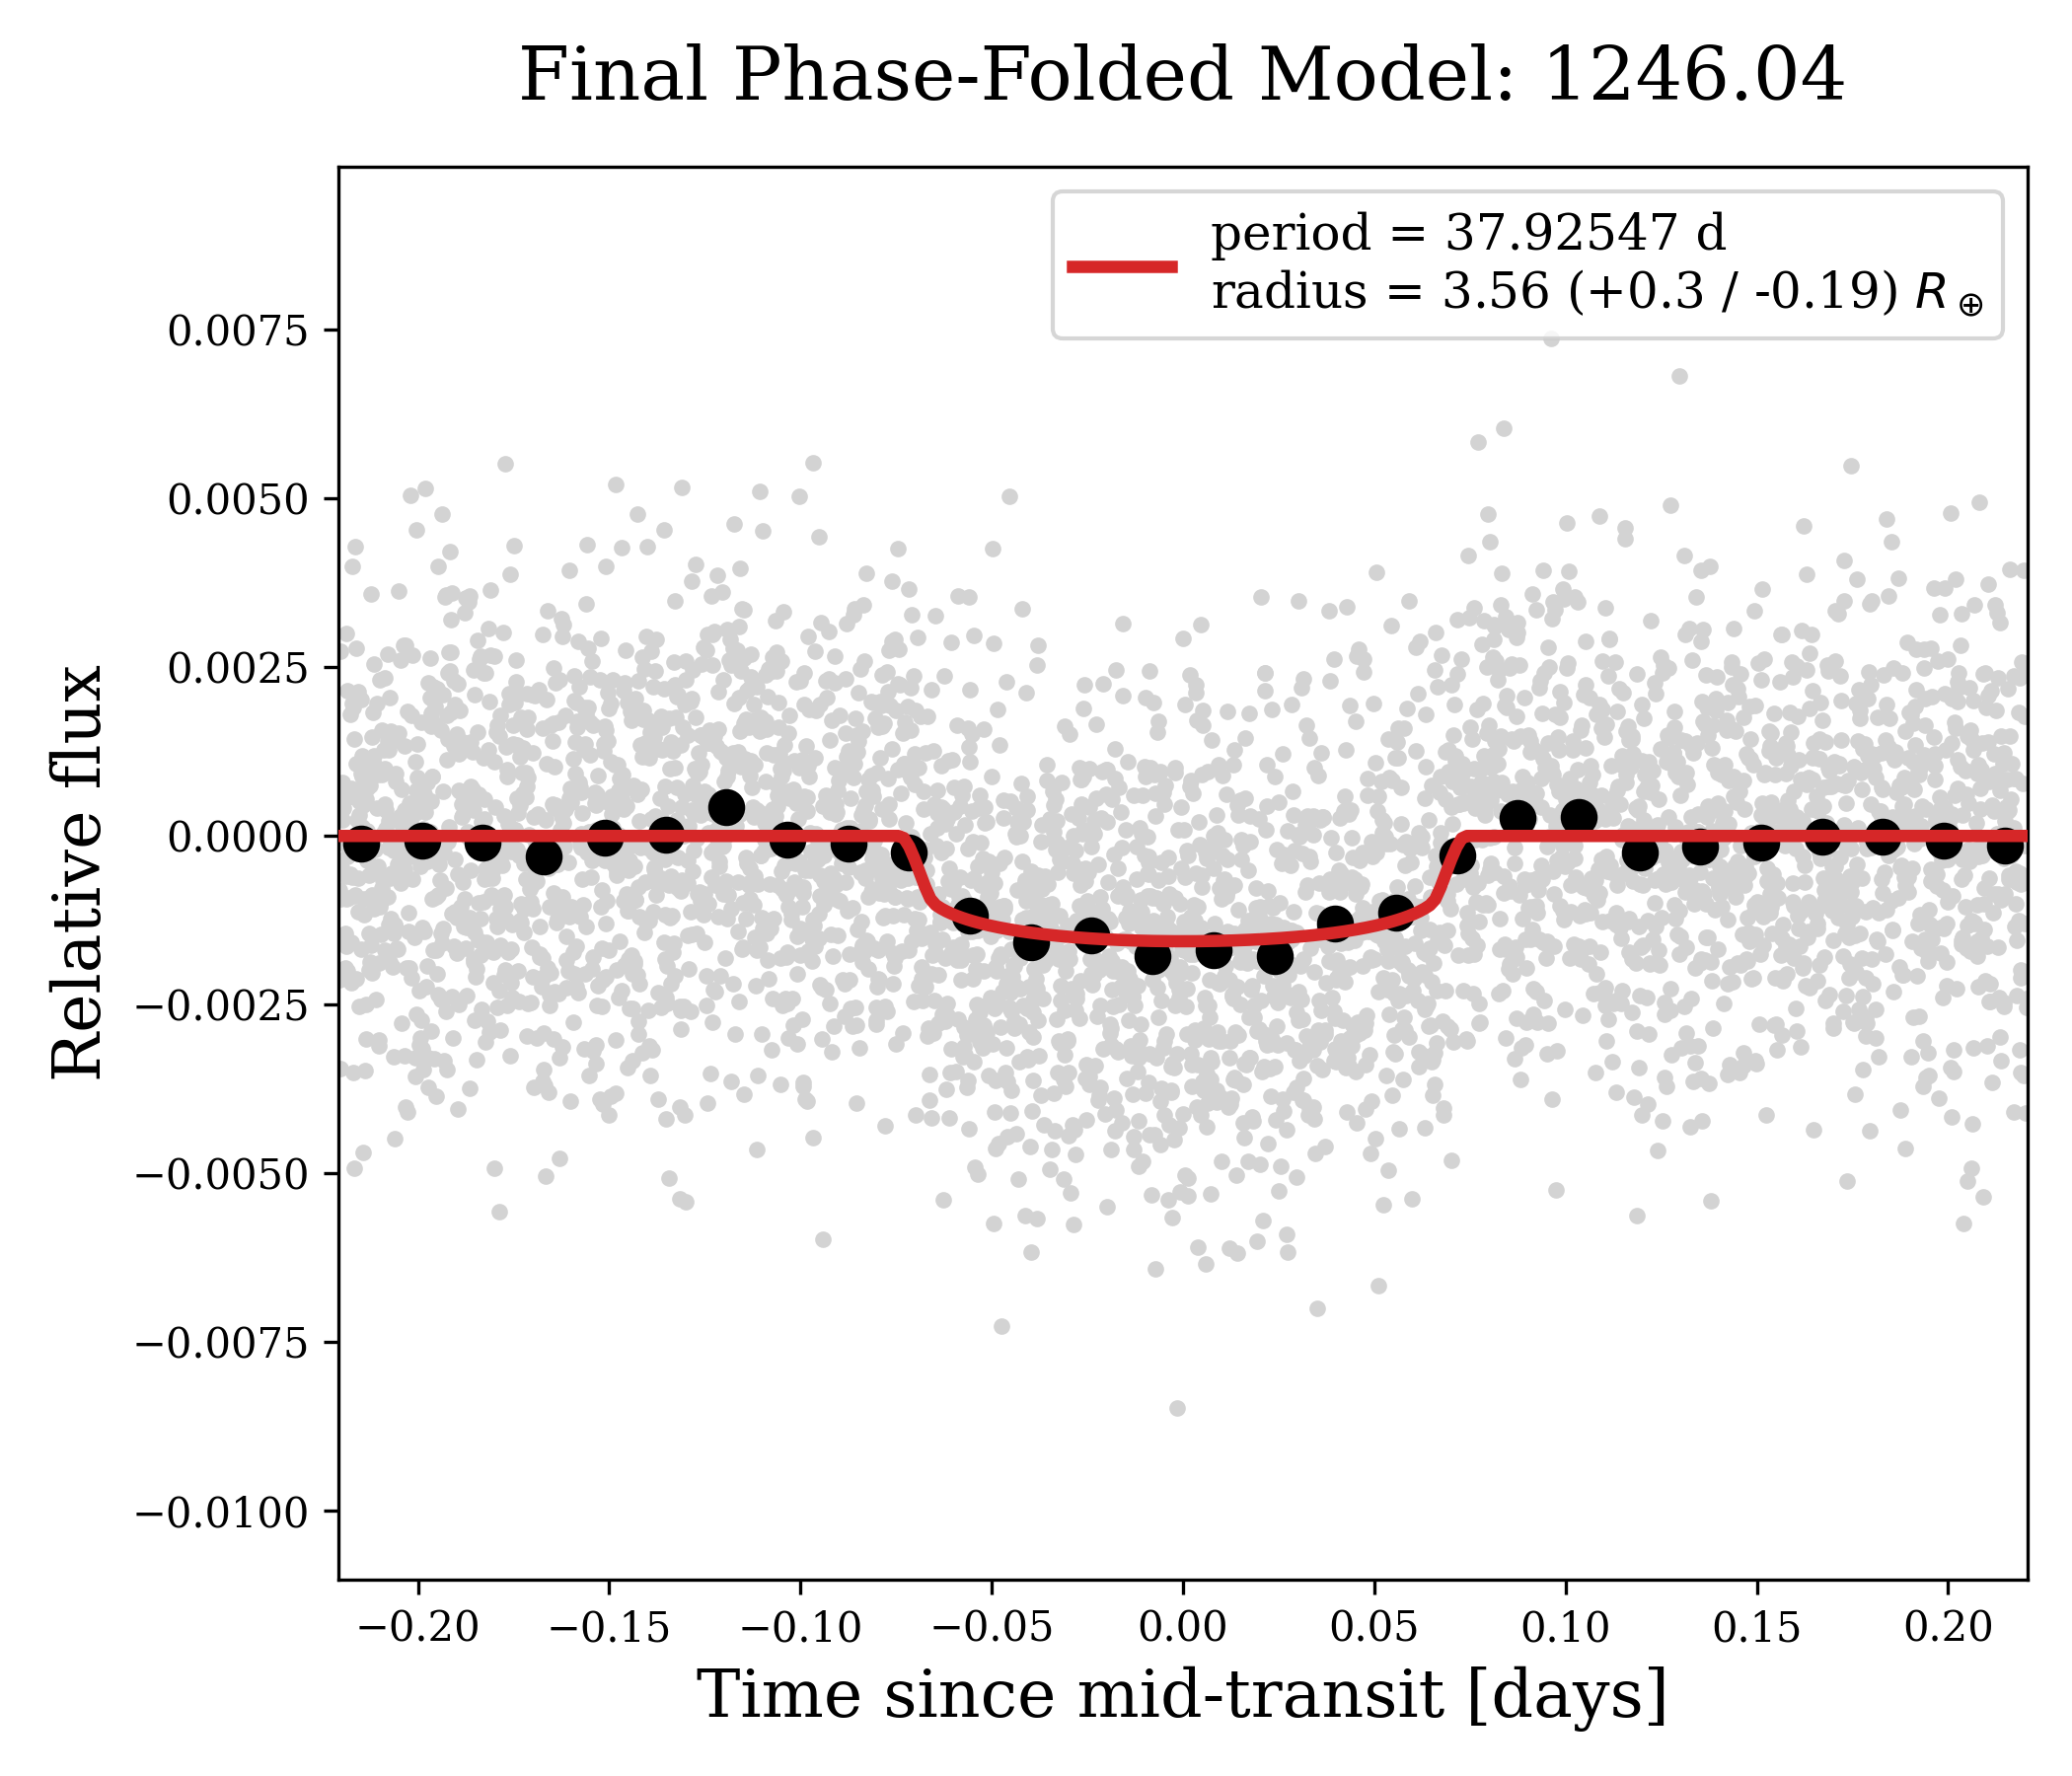 Final Phase-Folded Model: 1246.04
period = 37.92547 d
radius = 3.56 (+0.3 / -0.19) R⊕
0.0075
0.0050
0.0025
0.0000
−0.0025
−0.0050
−0.0075
−0.0100
Relative flux
−0.20 −0.15 −0.10 −0.05 0.00 0.05 0.10 0.15 0.20
Time since mid-transit [days]